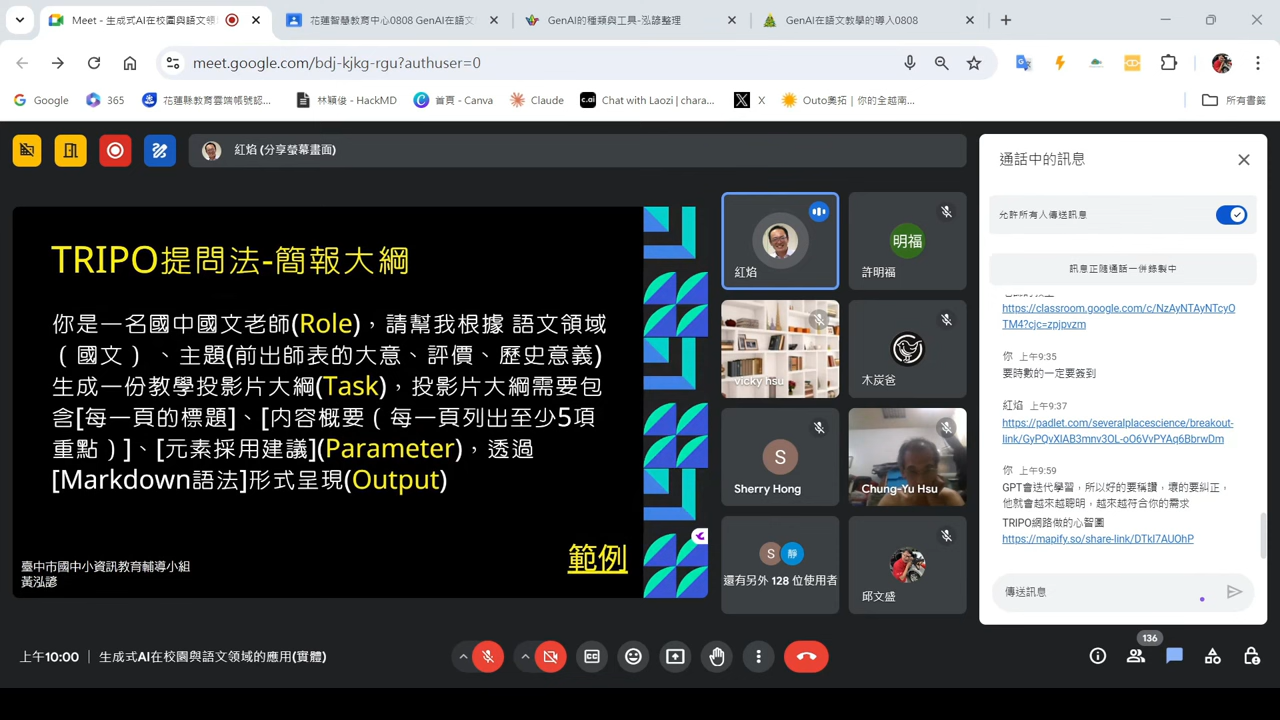 Meet - 生成式AI在校園與語文領
花蓮智慧教育中心0808 GenAI在語文
GenAI的種類與工具-泓諺整理
GenAI在語文教學的導入0808
meet.google.com/bdj-kjkg-rgu?authuser=0
Google
365
花蓮縣教育雲端帳號認...
林穎俊 - HackMD
首頁 - Canva
Claude
c.ai
Chat with Laozi | chara...
X
Outo奧拓｜你的全越南...
所有書籤
紅焰 (分享螢幕畫面)
TRIPO提問法-簡報大綱
你是一名國中國文老師(Role)，請幫我根據 語文領域
（國文）、主題(前出師表的大意、評價、歷史意義)
生成一份教學投影片大綱(Task)，投影片大綱需要包
含[每一頁的標題]、[內容概要（每一頁列出至少5項
重點）]、[元素採用建議](Parameter)，透過
[Markdown語法]形式呈現(Output)
範例
臺中市國中小資訊教育輔導小組
黃泓諺
紅焰
明福
許明福
vicky hsu
木炭爸
S
Sherry Hong
Chung-Yu Hsu
S
靜
還有另外 128 位使用者
邱文盛
通話中的訊息
允許所有人傳送訊息
訊息正隨通話一併錄製中
https://classroom.google.com/c/NzAyNTAyNTcyO
TM4?cjc=zpjpvzm
你 上午9:35
要時數的一定要簽到
紅焰 上午9:37
https://padlet.com/severalplacescience/breakout-
link/GyPQvXlAB3mnv3OL-oO6VvPYAq6BbrwDm
你 上午9:59
GPT會迭代學習，所以好的要稱讚，壞的要糾正，
他就會越來越聰明，越來越符合你的需求
TRIPO網路做的心智圖
https://mapify.so/share-link/DTkI7AUOhP
傳送訊息
上午10:00
生成式AI在校園與語文領域的應用(實體)
136